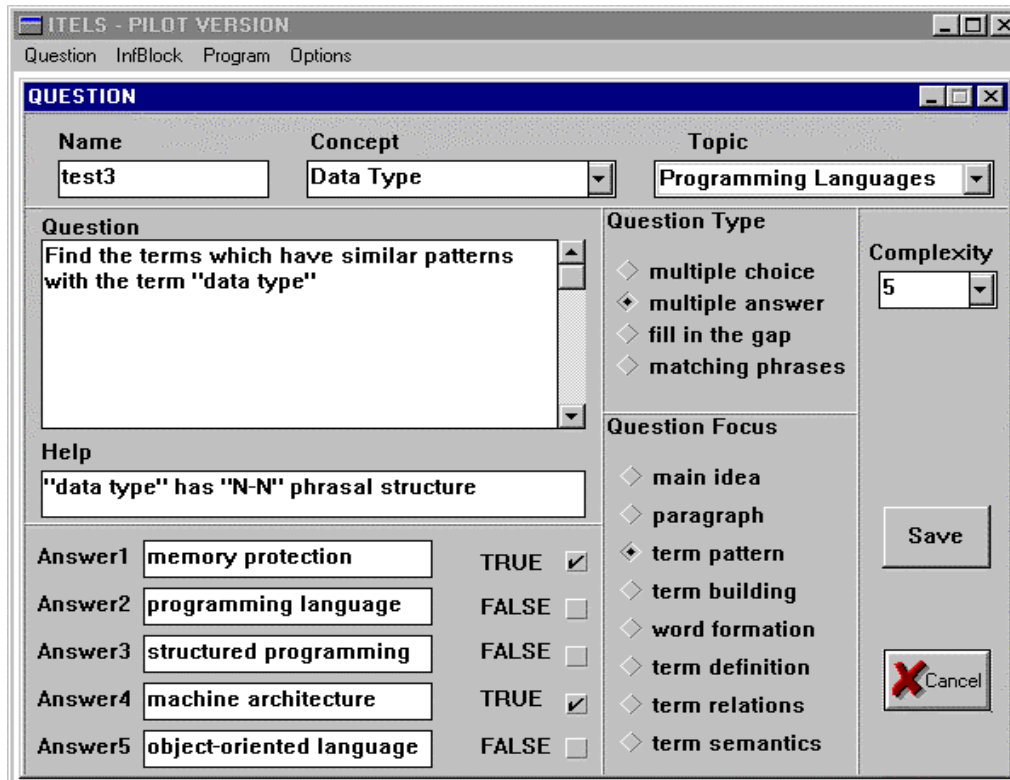 ITELS - PILOT VERSION
Question InfBlock Program Options
QUESTION
Name Concept Topic
test3 Data Type Programming Languages
Question
Find the terms which have similar patterns
with the term "data type"
Help
"data type" has "N-N" phrasal structure
Answer1 memory protection TRUE
Answer2 programming language FALSE
Answer3 structured programming FALSE
Answer4 machine architecture TRUE
Answer5 object-oriented language FALSE
Question Type
multiple choice
multiple answer
fill in the gap
matching phrases
Question Focus
main idea
paragraph
term pattern
term building
word formation
term definition
term relations
term semantics
Complexity
5
Save
Cancel